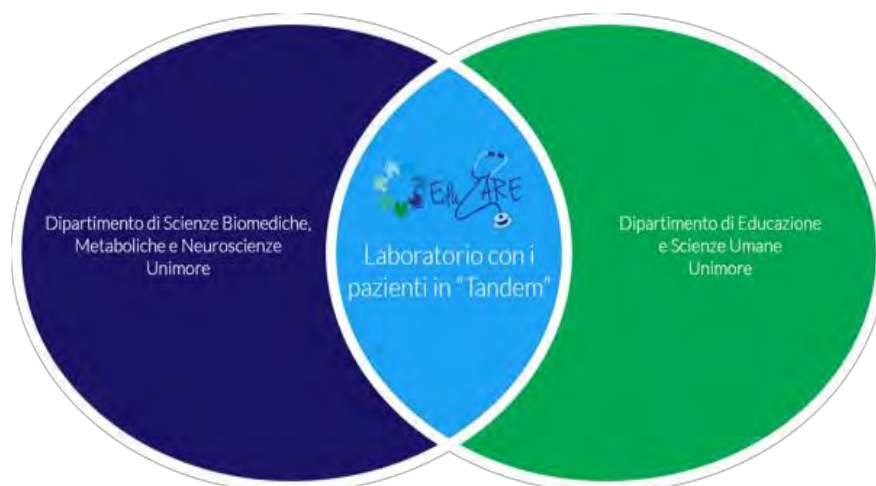 Dipartimento di Scienze Biomediche,
Metaboliche e Neuroscienze
Unimore
EduCARE
Laboratorio con i
pazienti in "Tandem"
Dipartimento di Educazione
e Scienze Umane
Unimore